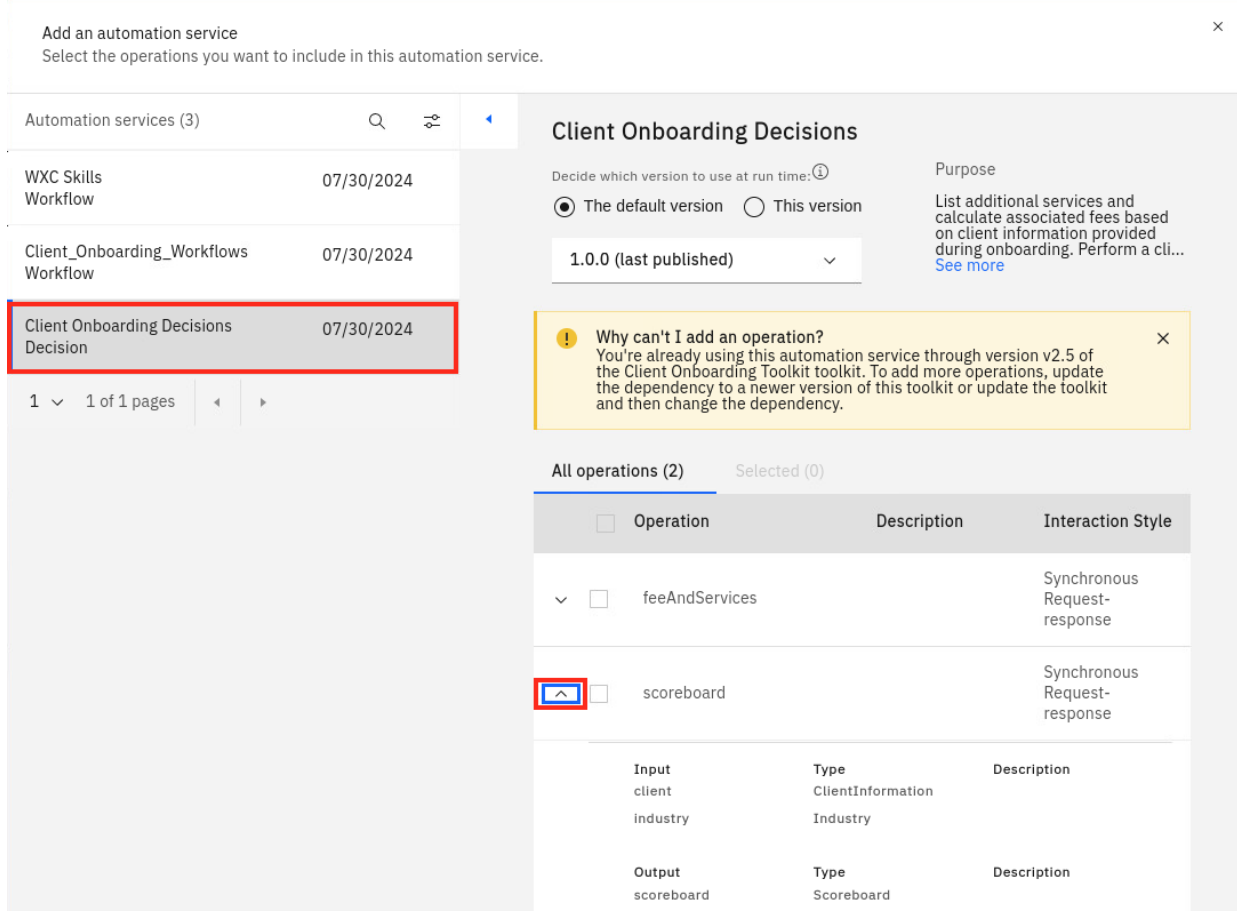 Add an automation service
Select the operations you want to include in this automation service.
Automation services (3)
WXC Skills
Workflow
07/30/2024
Client_Onboarding_Workflows
Workflow
07/30/2024
Client Onboarding Decisions
Decision
07/30/2024
1
1 of 1 pages
Client Onboarding Decisions
Decide which version to use at run time:
The default version
This version
1.0.0 (last published)
Purpose
List additional services and
calculate associated fees based
on client information provided
during onboarding. Perform a cli...
See more
Why can't I add an operation?
You're already using this automation service through version v2.5 of
the Client Onboarding Toolkit toolkit. To add more operations, update
the dependency to a newer version of this toolkit or update the toolkit
and then change the dependency.
All operations (2)
Selected (0)
Operation
Description
Interaction Style
feeAndServices
Synchronous
Request-
response
scoreboard
Synchronous
Request-
response
Input
Type
Description
client
ClientInformation
industry
Industry
Output
Type
Description
scoreboard
Scoreboard